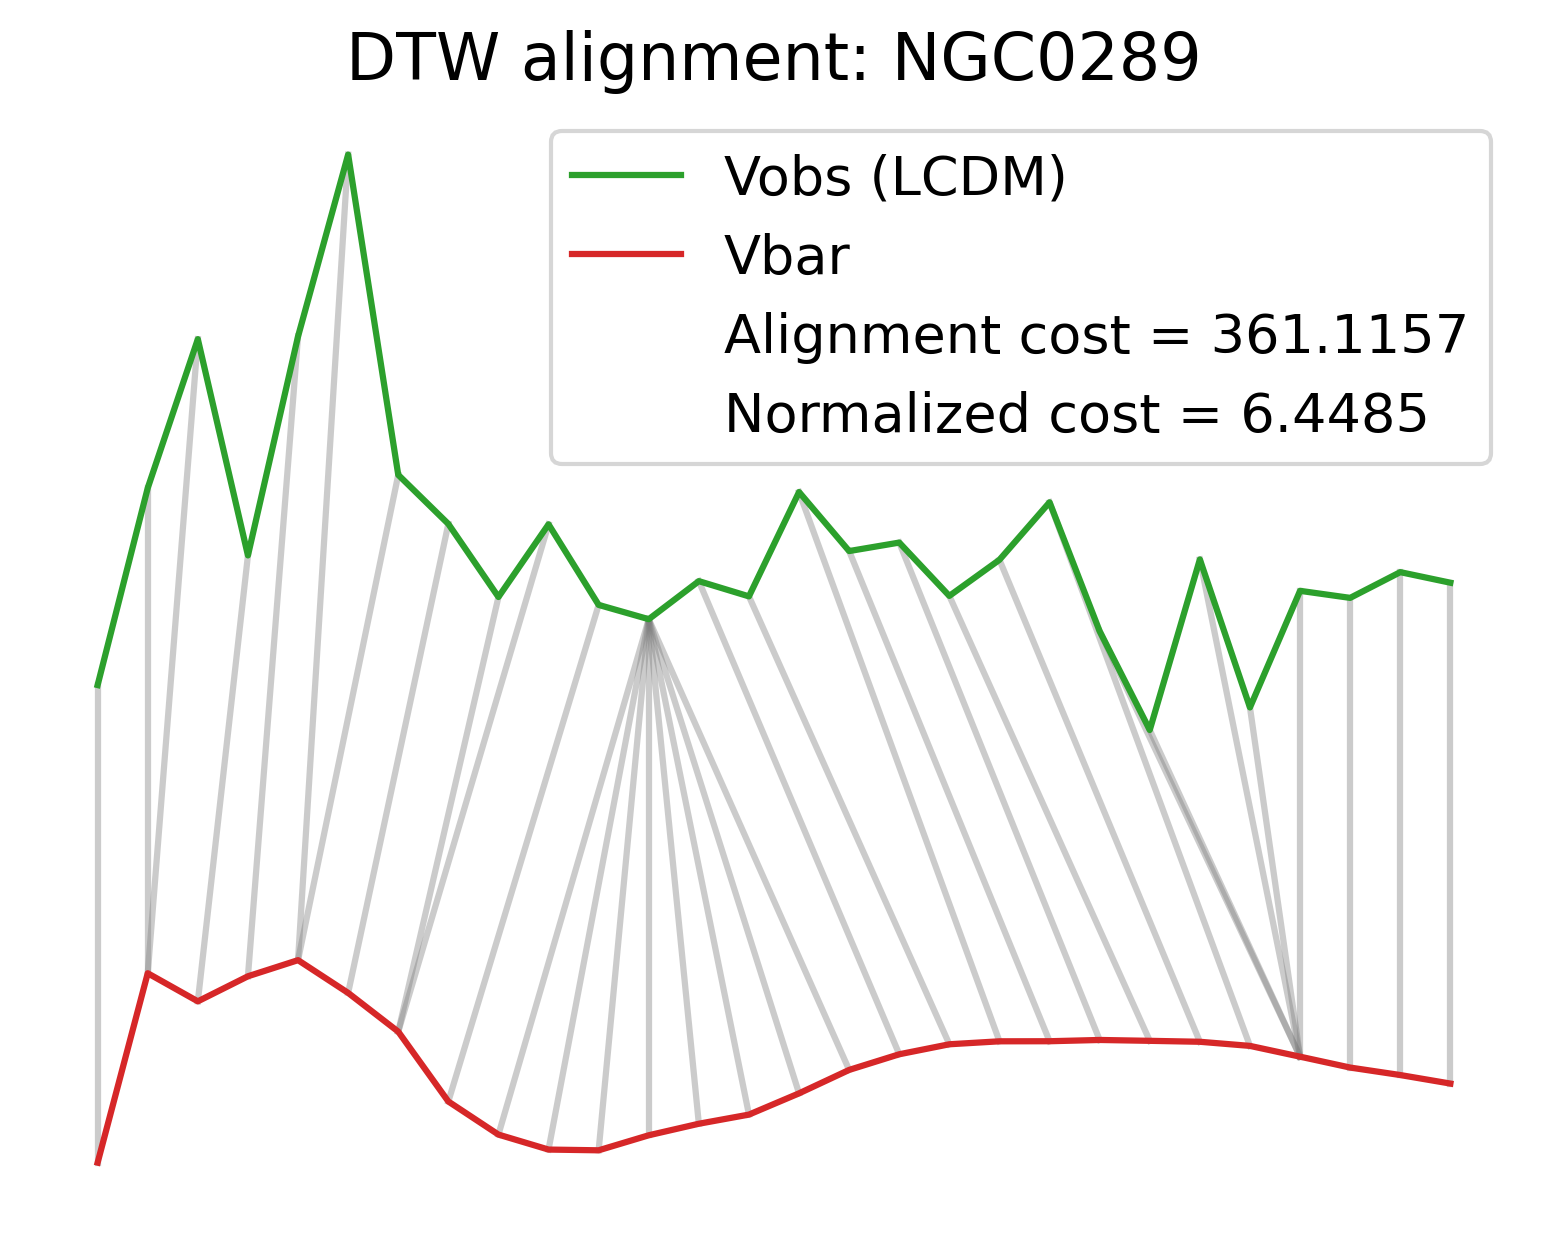 DTW alignment: NGC0289
Vobs (LCDM)
Vbar
Alignment cost = 361.1157
Normalized cost = 6.4485